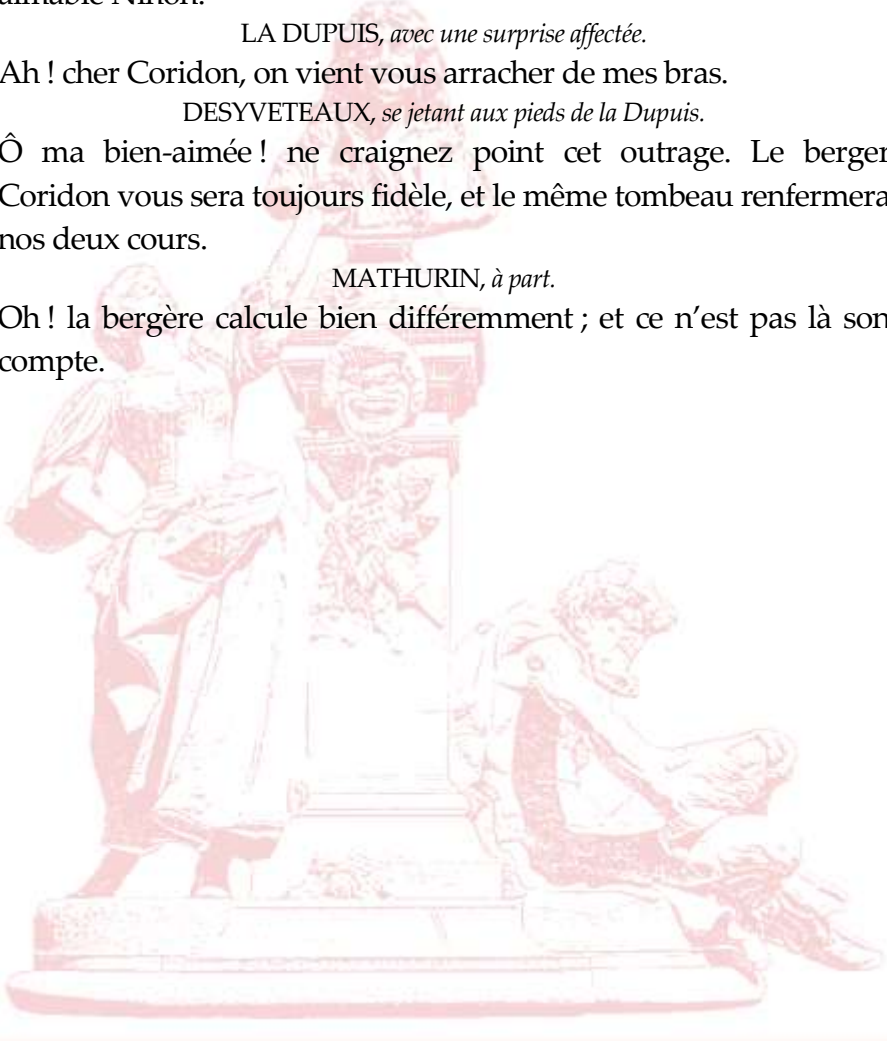 aimable Ninon.
LA DUPUIS, avec une surprise affectée.
Ah ! cher Coridon, on vient vous arracher de mes bras.
DESYVETEAUX, se jetant aux pieds de la Dupuis.
Ô ma bien-aimée ! ne craignez point cet outrage. Le berger
Coridon vous sera toujours fidèle, et le même tombeau renfermera
nos deux cours.
MATHURIN, à part.
Oh ! la bergère calcule bien différemment ; et ce n’est pas là son
compte.